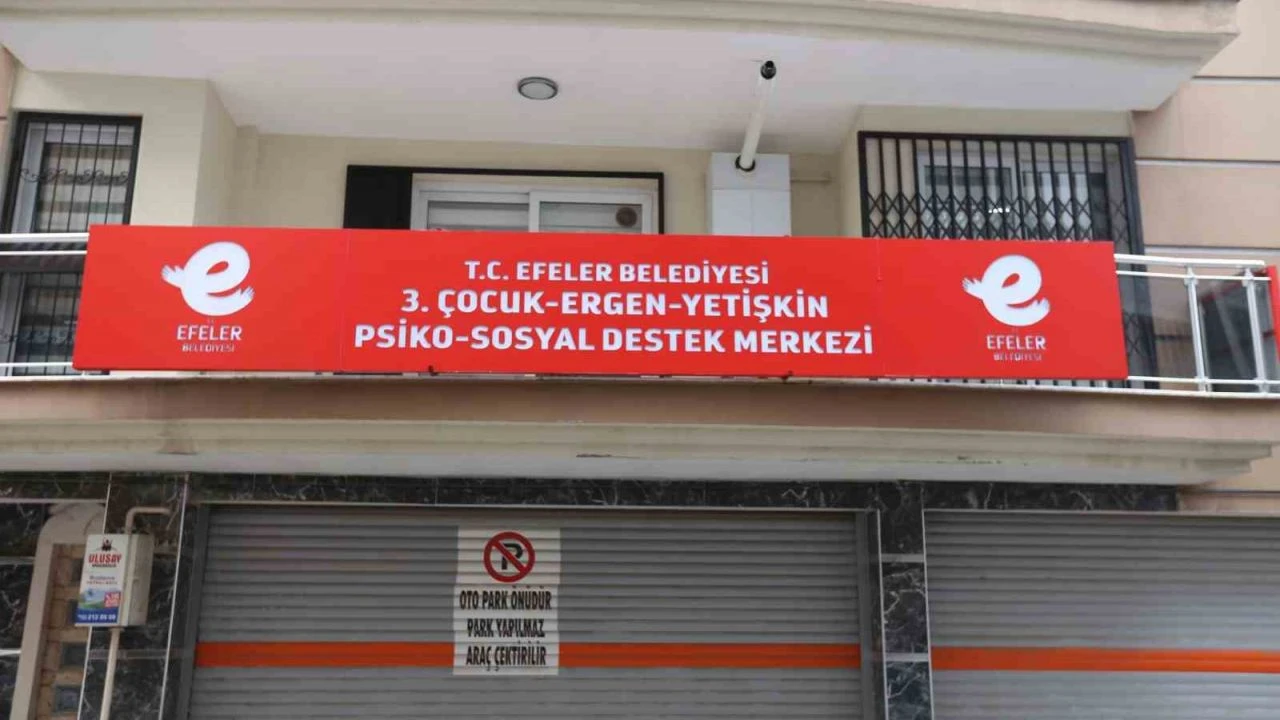 EFELER
BELEDİYESİ
T.C. EFELER BELEDİYESİ
3. ÇOCUK-ERGEN-YETİŞKİN
PSİKO-SOSYAL DESTEK MERKEZİ
EFELER
BELEDİYESİ
P
OTO PARK ÖNÜDÜR
PARK YAPILMAZ
ARAÇ ÇEKTİRİLİR
ULUSOY